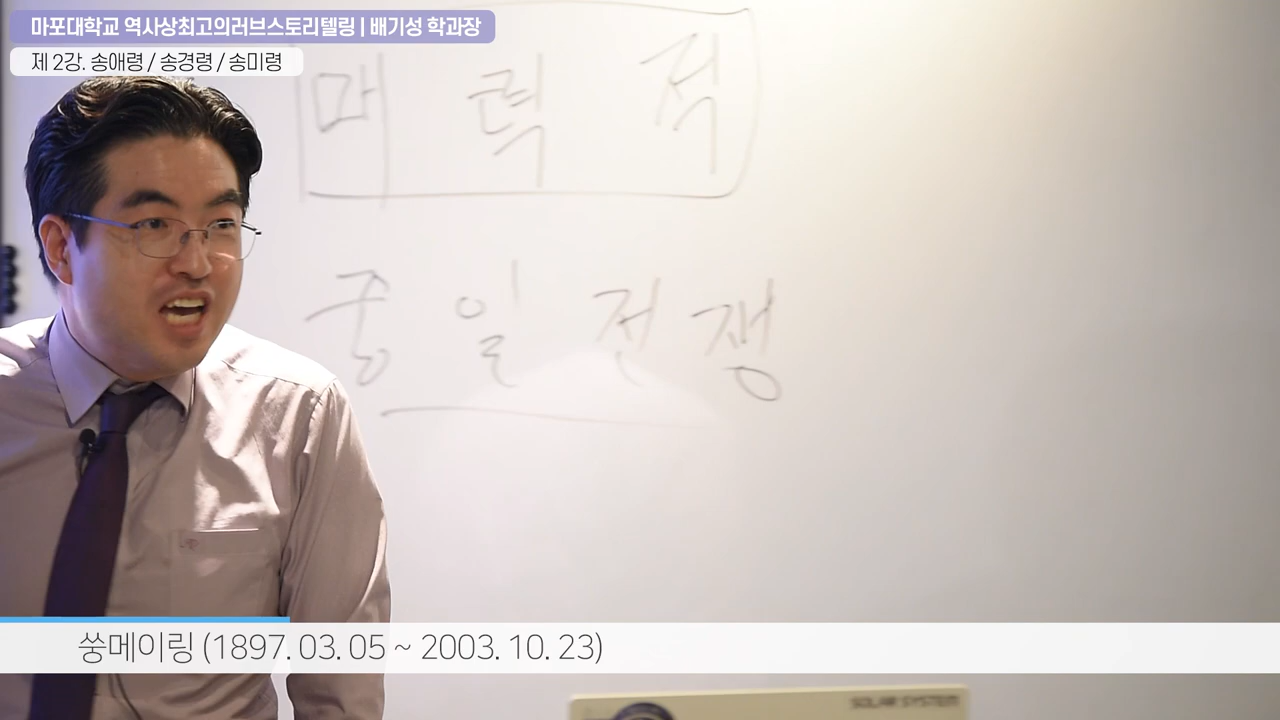 마포대학교 역사상최고의러브스토리텔링 | 배기성 학과장
제 2강. 송애령 / 송경령 / 송미령
매력적
중일전쟁
쑹메이링 (1897. 03. 05 ~ 2003. 10. 23)
SOLAR SYSTEM